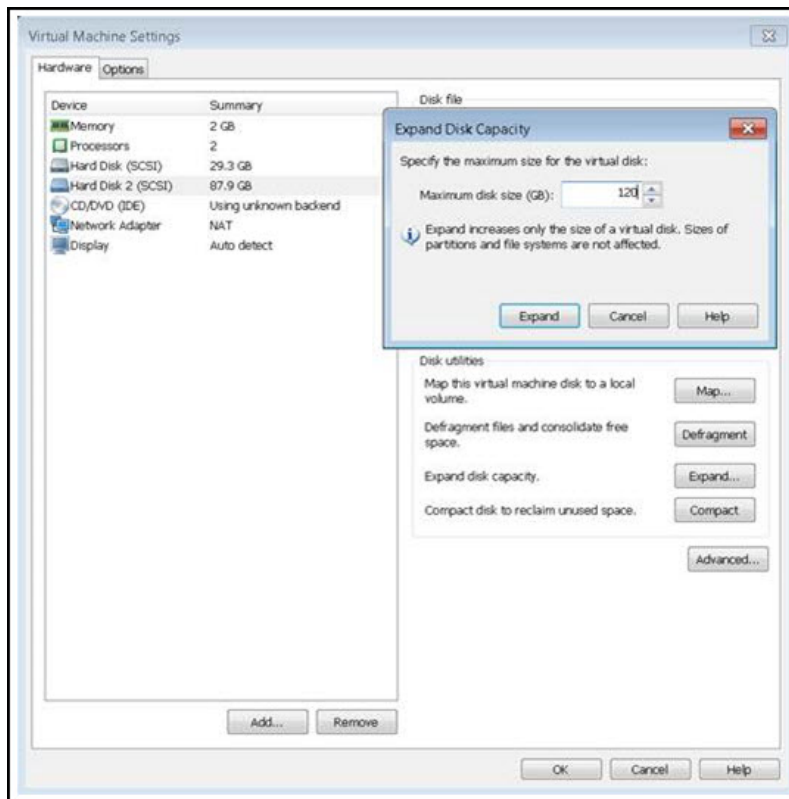 Virtual Machine Settings
Hardware Options
Device Summary
Memory 2 GB
Processors 2
Hard Disk (SCSI) 29.3 GB
Hard Disk 2 (SCSI) 87.9 GB
CD/DVD (IDE) Using unknown backend
Network Adapter NAT
Display Auto detect
Add... Remove
Disk file
Expand Disk Capacity
Specify the maximum size for the virtual disk:
Maximum disk size (GB): 120
Expand increases only the size of a virtual disk. Sizes of
partitions and file systems are not affected.
Expand Cancel Help
Disk utilities
Map this virtual machine disk to a local
volume.
Map...
Defragment files and consolidate free
space.
Defragment
Expand disk capacity.
Expand...
Compact disk to reclaim unused space.
Compact
Advanced...
OK Cancel Help